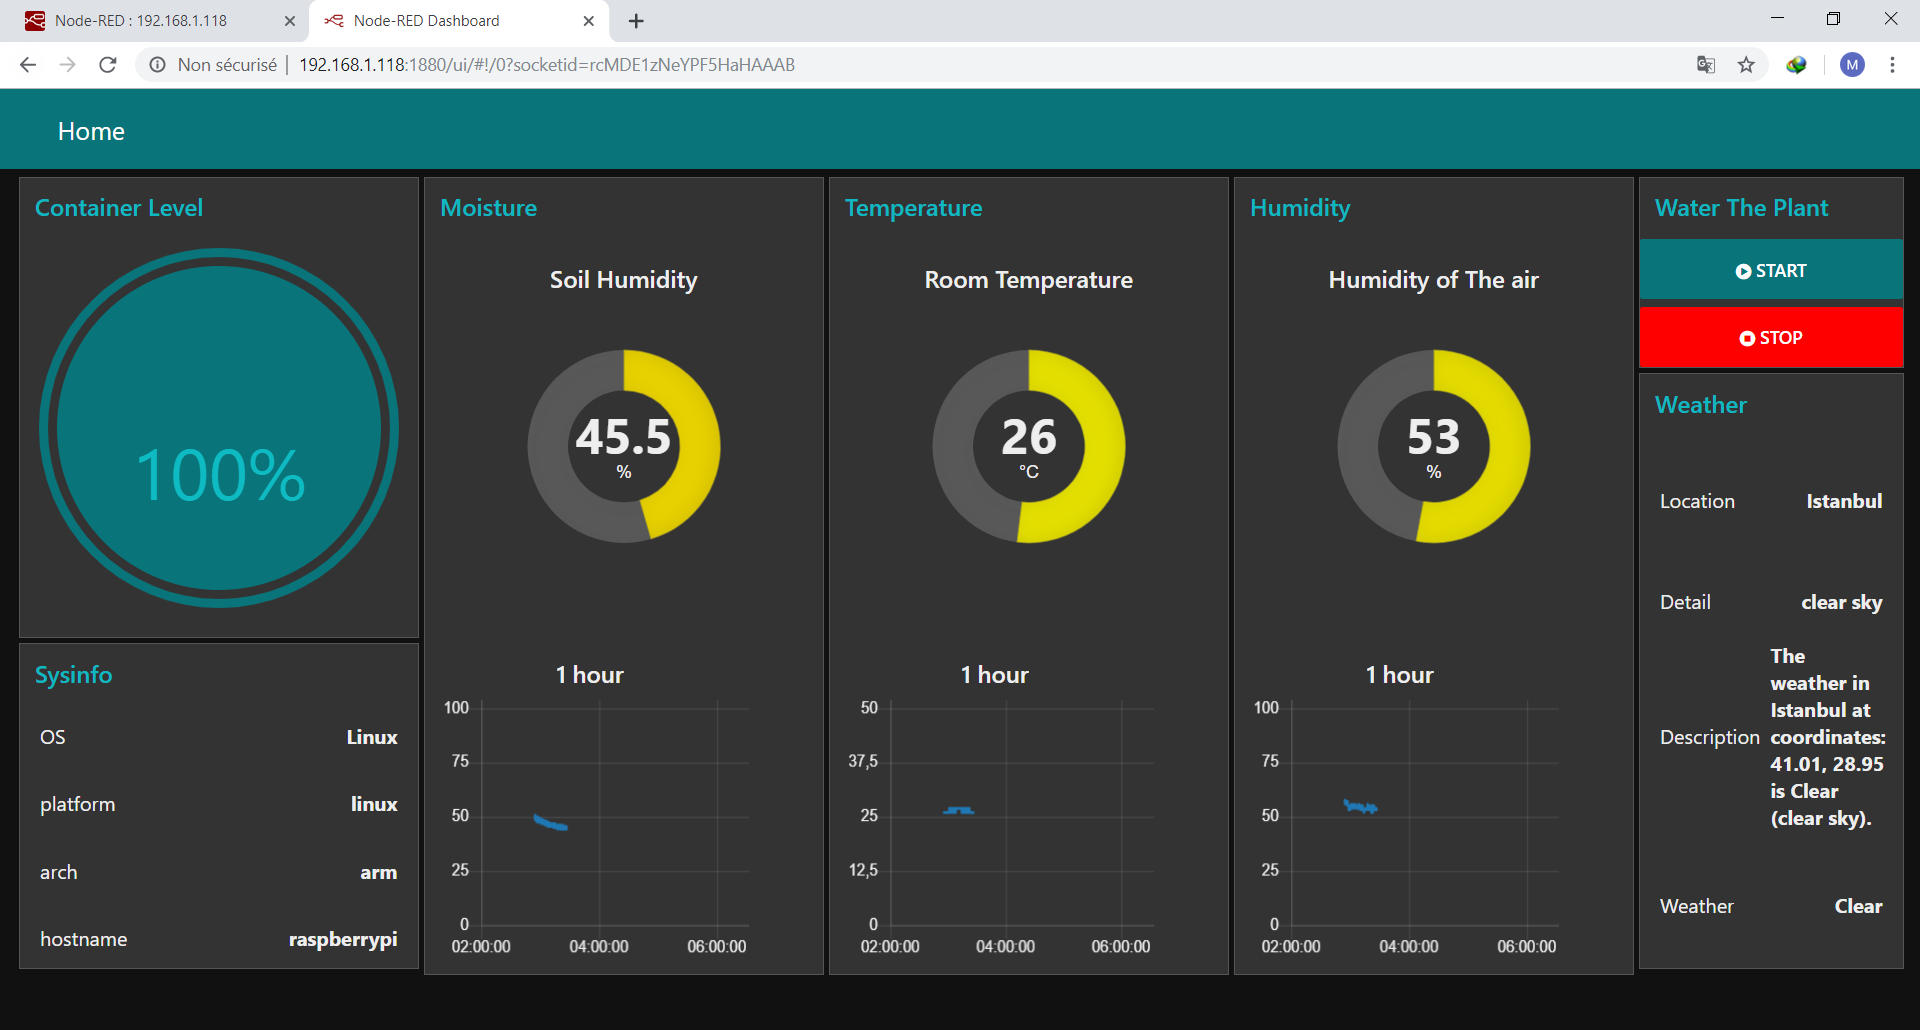 Node-RED : 192.168.1.118
Node-RED Dashboard
Non sécurisé | 192.168.1.118:1880/ui/#!/0?socketid=rcMDE1zNeYPF5HaHAAAB
M
Home
Container Level
100%
Sysinfo
OS Linux
platform linux
arch arm
hostname raspberrypi
Moisture
Soil Humidity
45.5
%
1 hour
100
75
50
25
0
02:00:00 04:00:00 06:00:00
Temperature
Room Temperature
26
°C
1 hour
50
37,5
25
12,5
0
02:00:00 04:00:00 06:00:00
Humidity
Humidity of The air
53
%
1 hour
100
75
50
25
0
02:00:00 04:00:00 06:00:00
Water The Plant
START
STOP
Weather
Location Istanbul
Detail clear sky
Description
The
weather in
Istanbul at
coordinates:
41.01, 28.95
is Clear
(clear sky).
Weather Clear